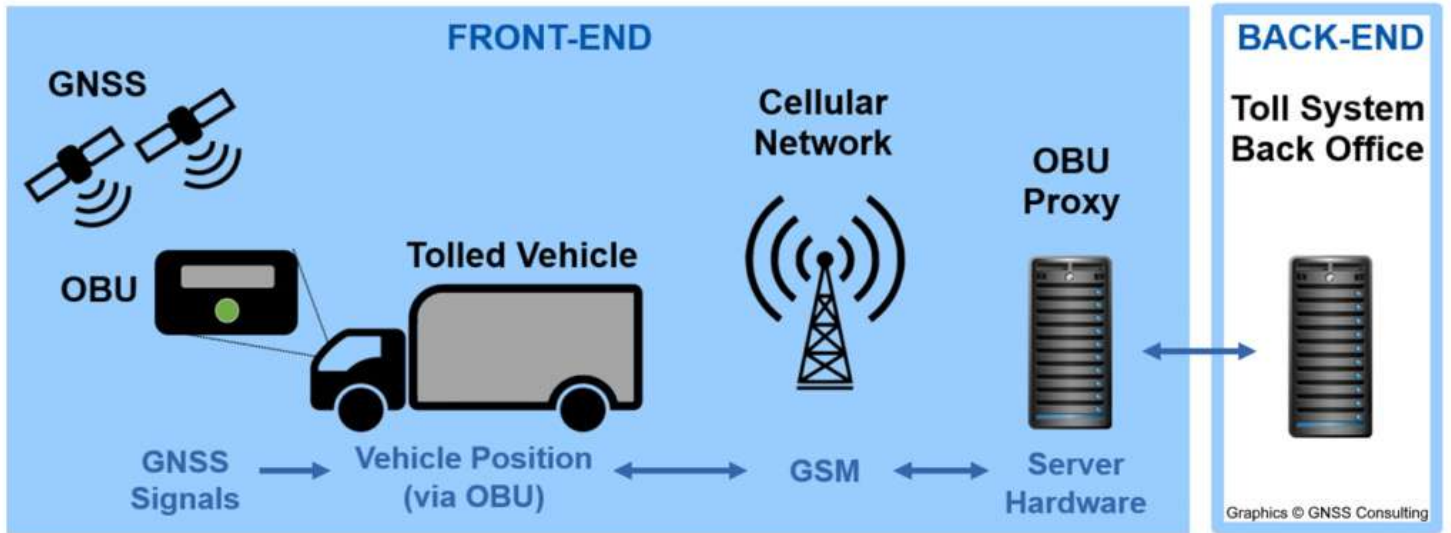 FRONT-END
BACK-END
GNSS
Cellular
Network
OBU
Proxy
Toll System
Back Office
OBU
Tolled Vehicle
GNSS
Signals
Vehicle Position
(via OBU)
GSM
Server
Hardware
Graphics © GNSS Consulting